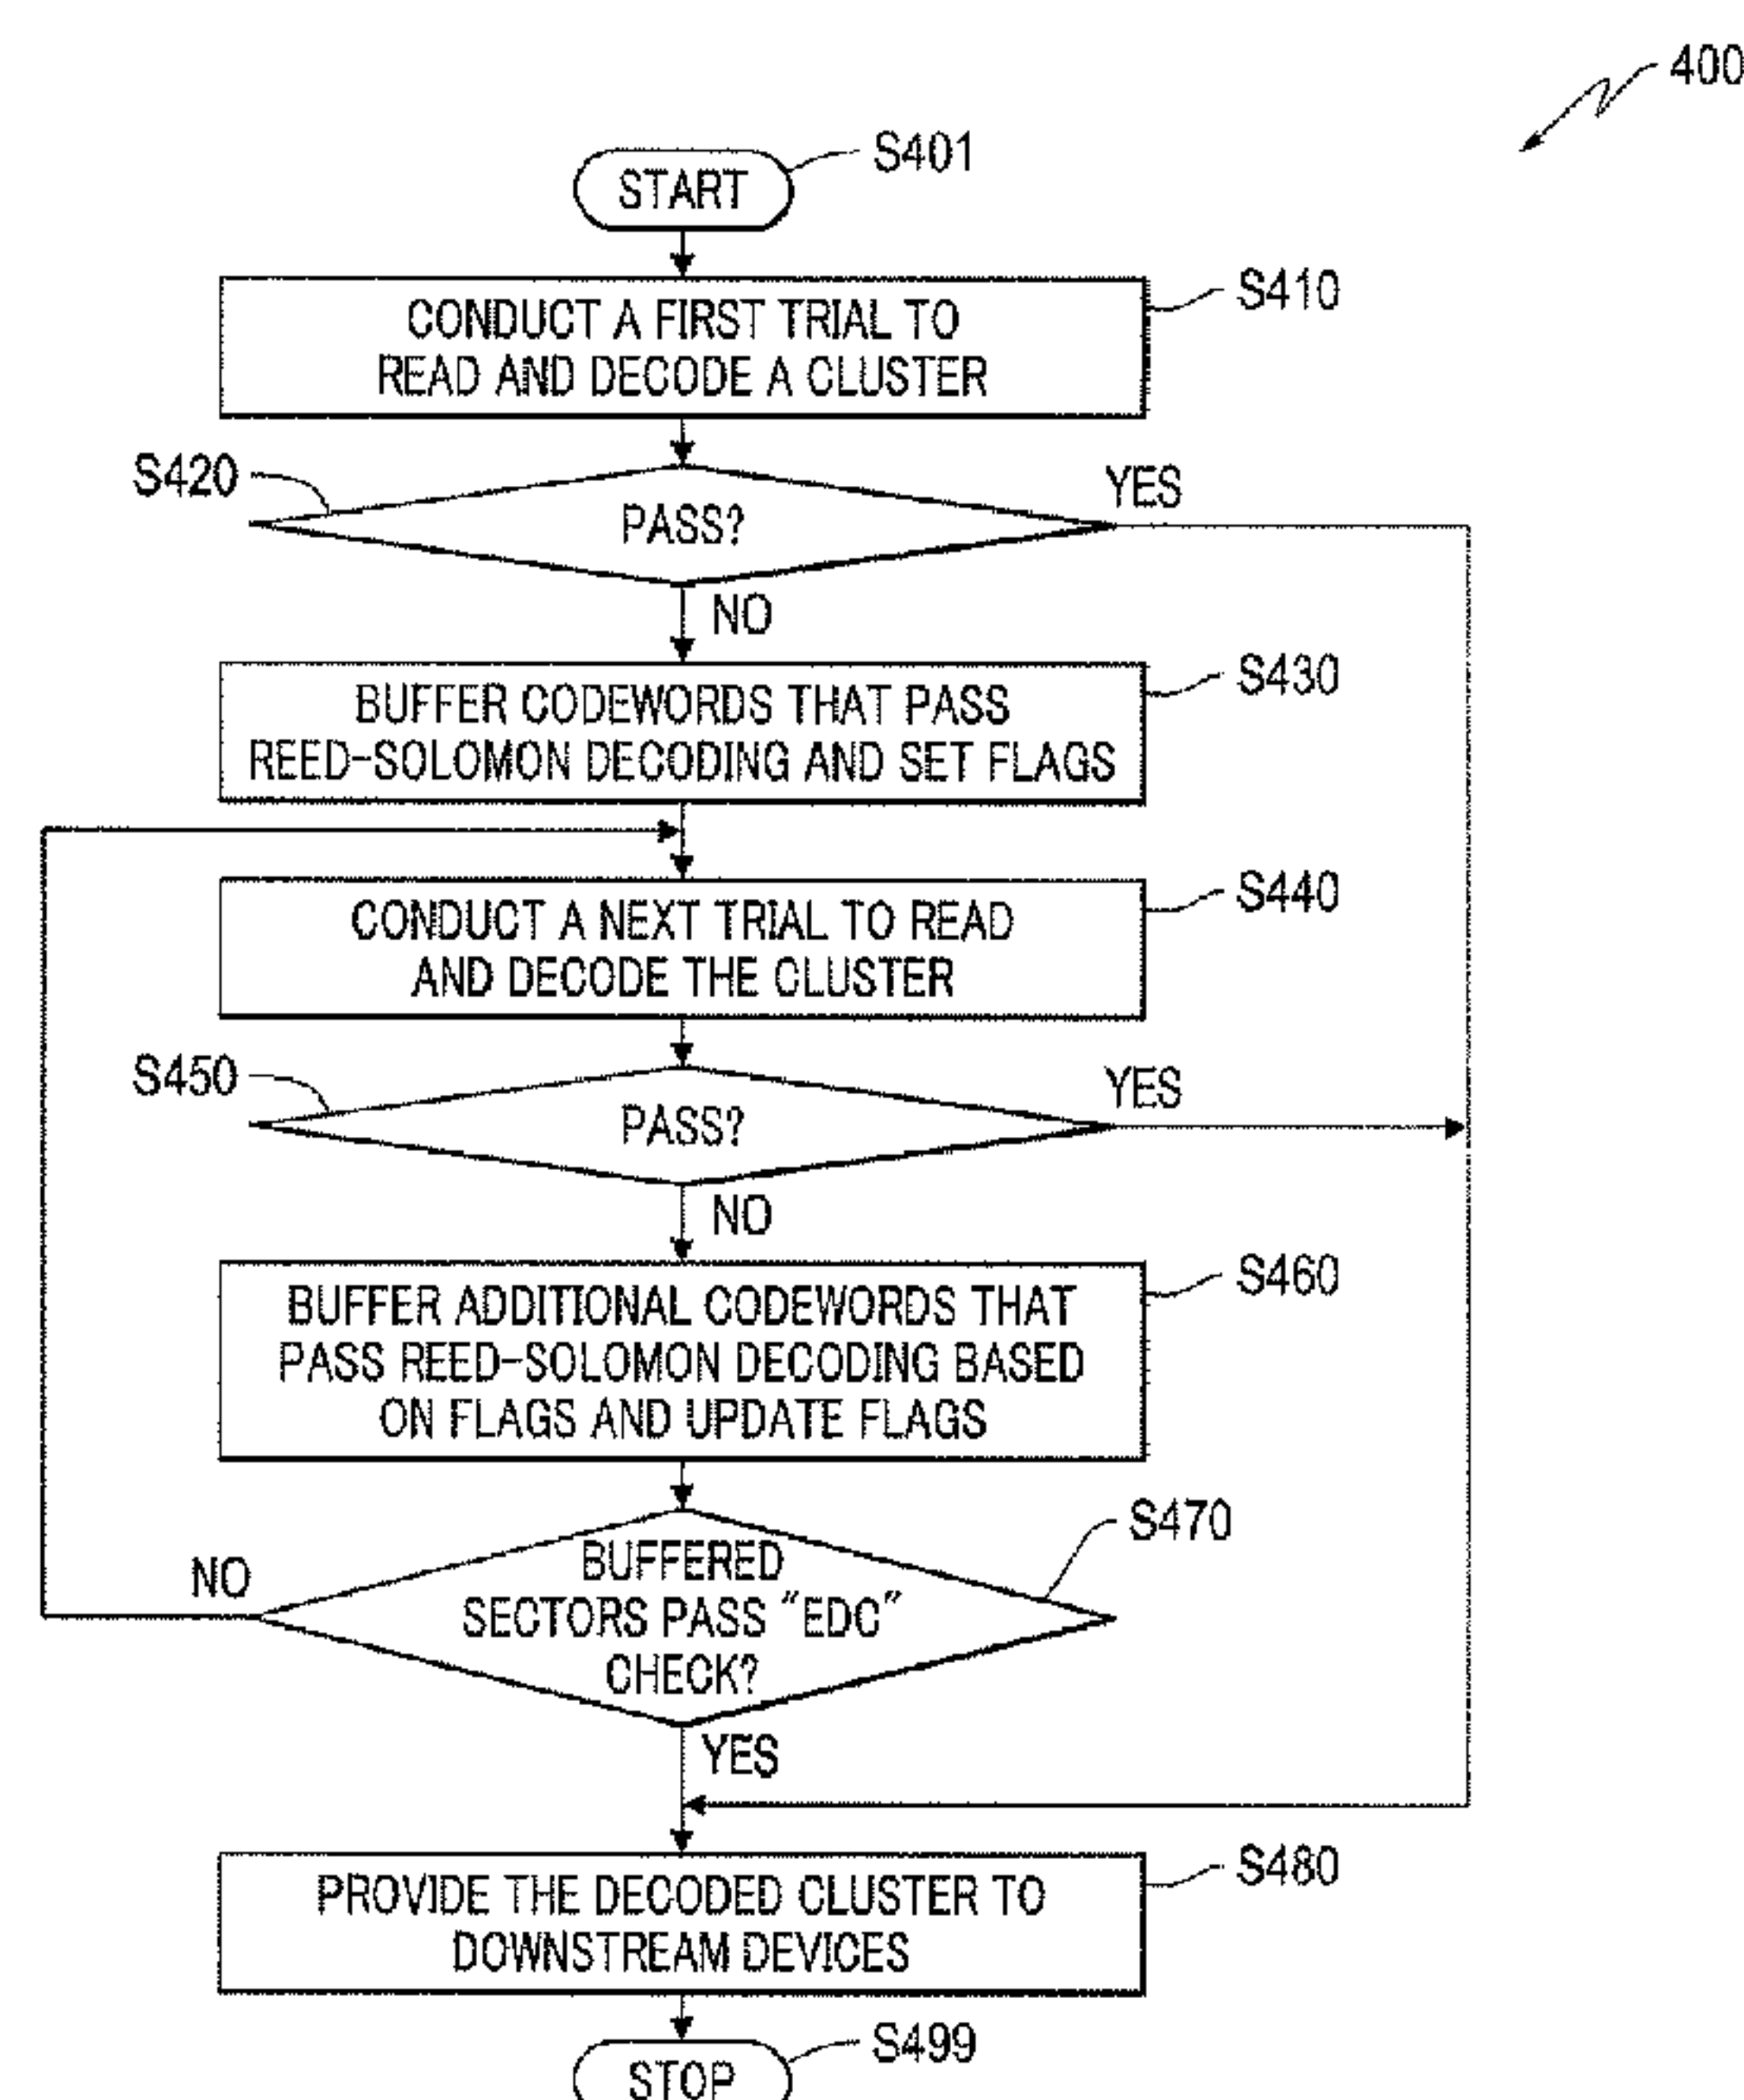 400
START
S401
CONDUCT A FIRST TRIAL TO
READ AND DECODE A CLUSTER
S410
S420
PASS?
YES
NO
BUFFER CODEWORDS THAT PASS
REED-SOLOMON DECODING AND SET FLAGS
S430
CONDUCT A NEXT TRIAL TO READ
AND DECODE THE CLUSTER
S440
S450
PASS?
YES
NO
BUFFER ADDITIONAL CODEWORDS THAT
PASS REED-SOLOMON DECODING BASED
ON FLAGS AND UPDATE FLAGS
S460
BUFFERED
SECTORS PASS "EDC"
CHECK?
S470
NO
YES
PROVIDE THE DECODED CLUSTER TO
DOWNSTREAM DEVICES
S480
STOP
S499